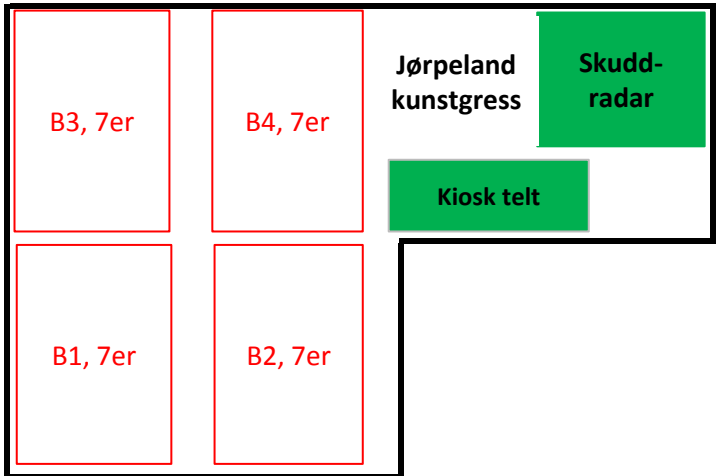 B3, 7er
B4, 7er
Jørpeland
kunstgress
Skudd-
radar
Kiosk telt
B1, 7er
B2, 7er